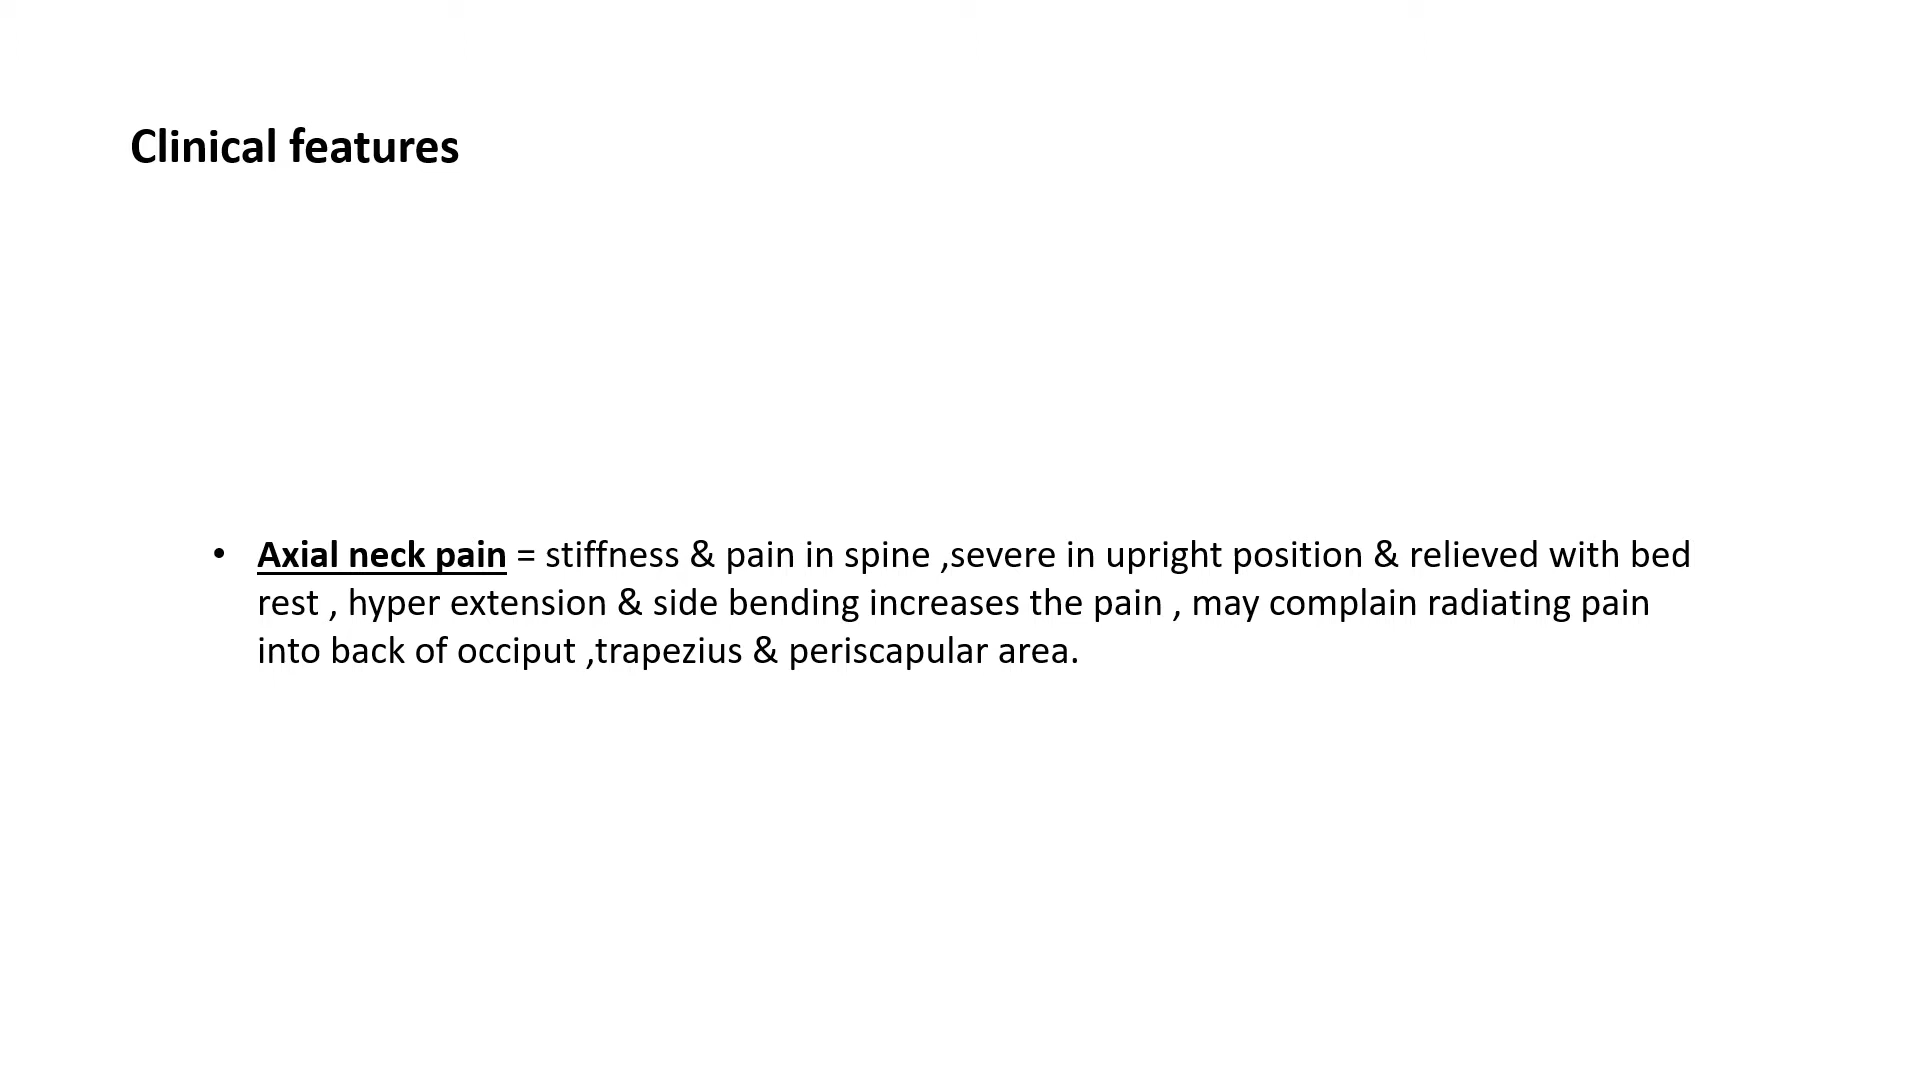 Clinical features
• Axial neck pain = stiffness & pain in spine ,severe in upright position & relieved with bed
rest , hyper extension & side bending increases the pain , may complain radiating pain
into back of occiput ,trapezius & periscapular area.